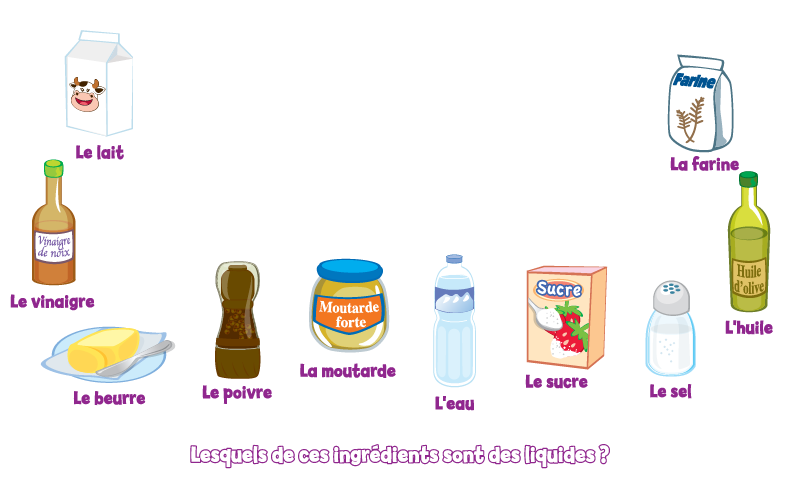 Farine
Le lait
La farine
Vinaigre
de noix
Huile
d'olive
Le vinaigre
Sucre
Moutarde
forte
L'huile
La moutarde
Le sucre
Le poivre
Le sel
Le beurre
L'eau
Lesquels de ces ingrédients sont des liquides ?